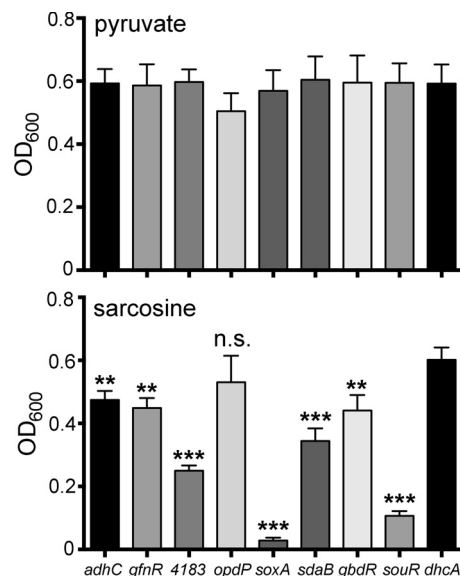 pyruvate
0.8
0.6
0.4
0.2
0
OD600
sarcosine
0.8
0.6
0.4
0.2
0
OD600
** ** *** n.s. *** *** ** ***
adhC gfnR 4183 opdP soxA sdaB gbdR souR dhcA